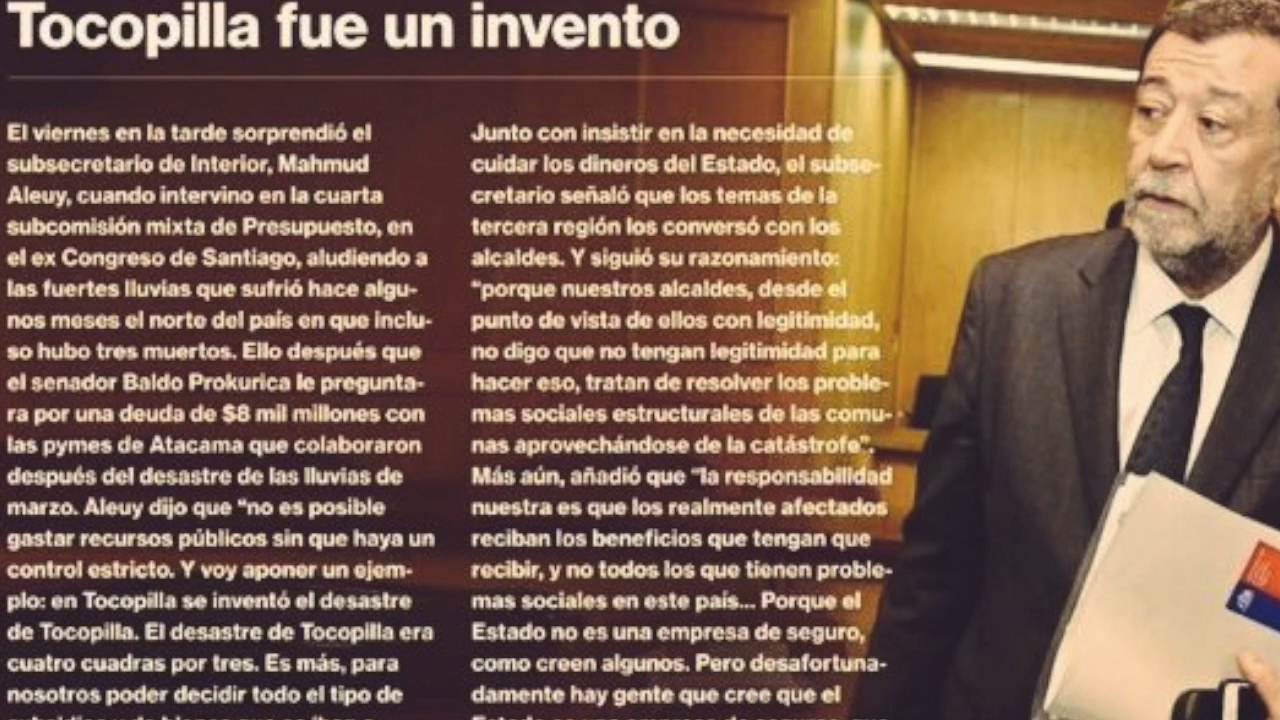 Tocopilla fue un invento
El viernes en la tarde sorprendió el
subsecretario de Interior, Mahmud
Aleuy, cuando intervino en la cuarta
subcomisión mixta de Presupuesto, en
el ex Congreso de Santiago, aludiendo a
las fuertes lluvias que sufrió hace algu-
nos meses el norte del país en que inclu-
so hubo tres muertos. Ello después que
el senador Baldo Prokurica le pregunta-
ra por una deuda de $8 mil millones con
las pymes de Atacama que colaboraron
después del desastre de las lluvias de
marzo. Aleuy dijo que “no es posible
gastar recursos públicos sin que haya un
control estricto. Y voy aponer un ejem-
plo: en Tocopilla se inventó el desastre
de Tocopilla. El desastre de Tocopilla era
cuatro cuadras por tres. Es más, para
nosotros poder decidir todo el tipo de
Junto con insistir en la necesidad de
cuidar los dineros del Estado, el subse-
cretario señaló que los temas de la
tercera región los conversó con los
alcaldes. Y siguió su razonamiento:
“porque nuestros alcaldes, desde el
punto de vista de ellos con legitimidad,
no digo que no tengan legitimidad para
hacer eso, tratan de resolver los proble-
mas sociales estructurales de las comu-
nas aprovechándose de la catástrofe”.
Más aún, añadió que “la responsabilidad
nuestra es que los realmente afectados
reciban los beneficios que tengan que
recibir, y no todos los que tienen proble-
mas sociales en este país... Porque el
Estado no es una empresa de seguro,
como creen algunos. Pero desafortuna-
damente hay gente que cree que el